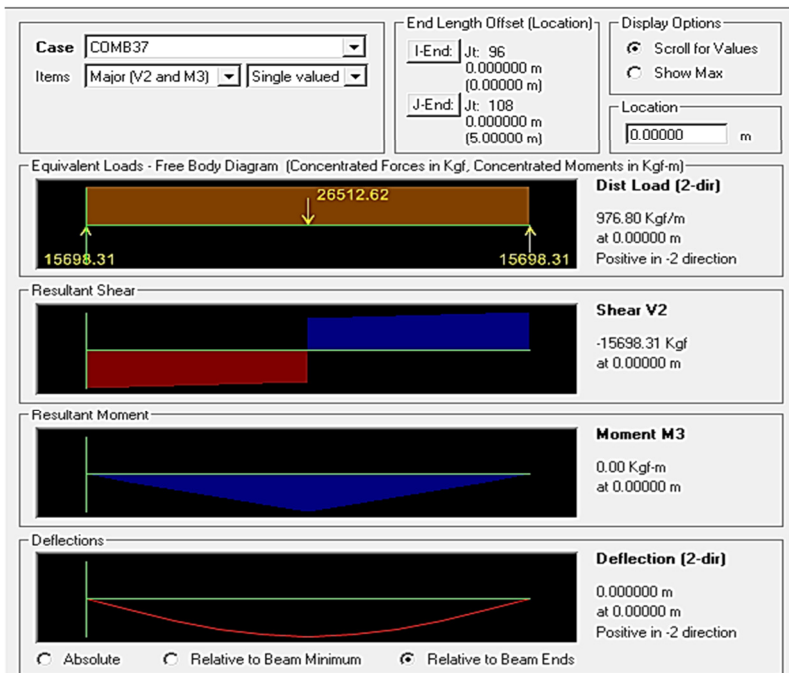 Case COMB37
Items Major (V2 and M3) Single valued
End Length Offset (Location)
I-End: Jt: 96
0.000000 m
(0.00000 m)
J-End: Jt: 108
0.000000 m
(5.00000 m)
Display Options
Scroll for Values
Show Max
Location
0.00000 m
Equivalent Loads - Free Body Diagram (Concentrated Forces in Kgf, Concentrated Moments in Kgf-m)
26512.62
15698.31 15698.31
Dist Load (2-dir)
976.80 Kgf/m
at 0.00000 m
Positive in -2 direction
Resultant Shear
Shear V2
-15698.31 Kgf
at 0.00000 m
Resultant Moment
Moment M3
0.00 Kgf-m
at 0.00000 m
Deflections
Deflection (2-dir)
0.000000 m
at 0.00000 m
Positive in -2 direction
Absolute Relative to Beam Minimum Relative to Beam Ends